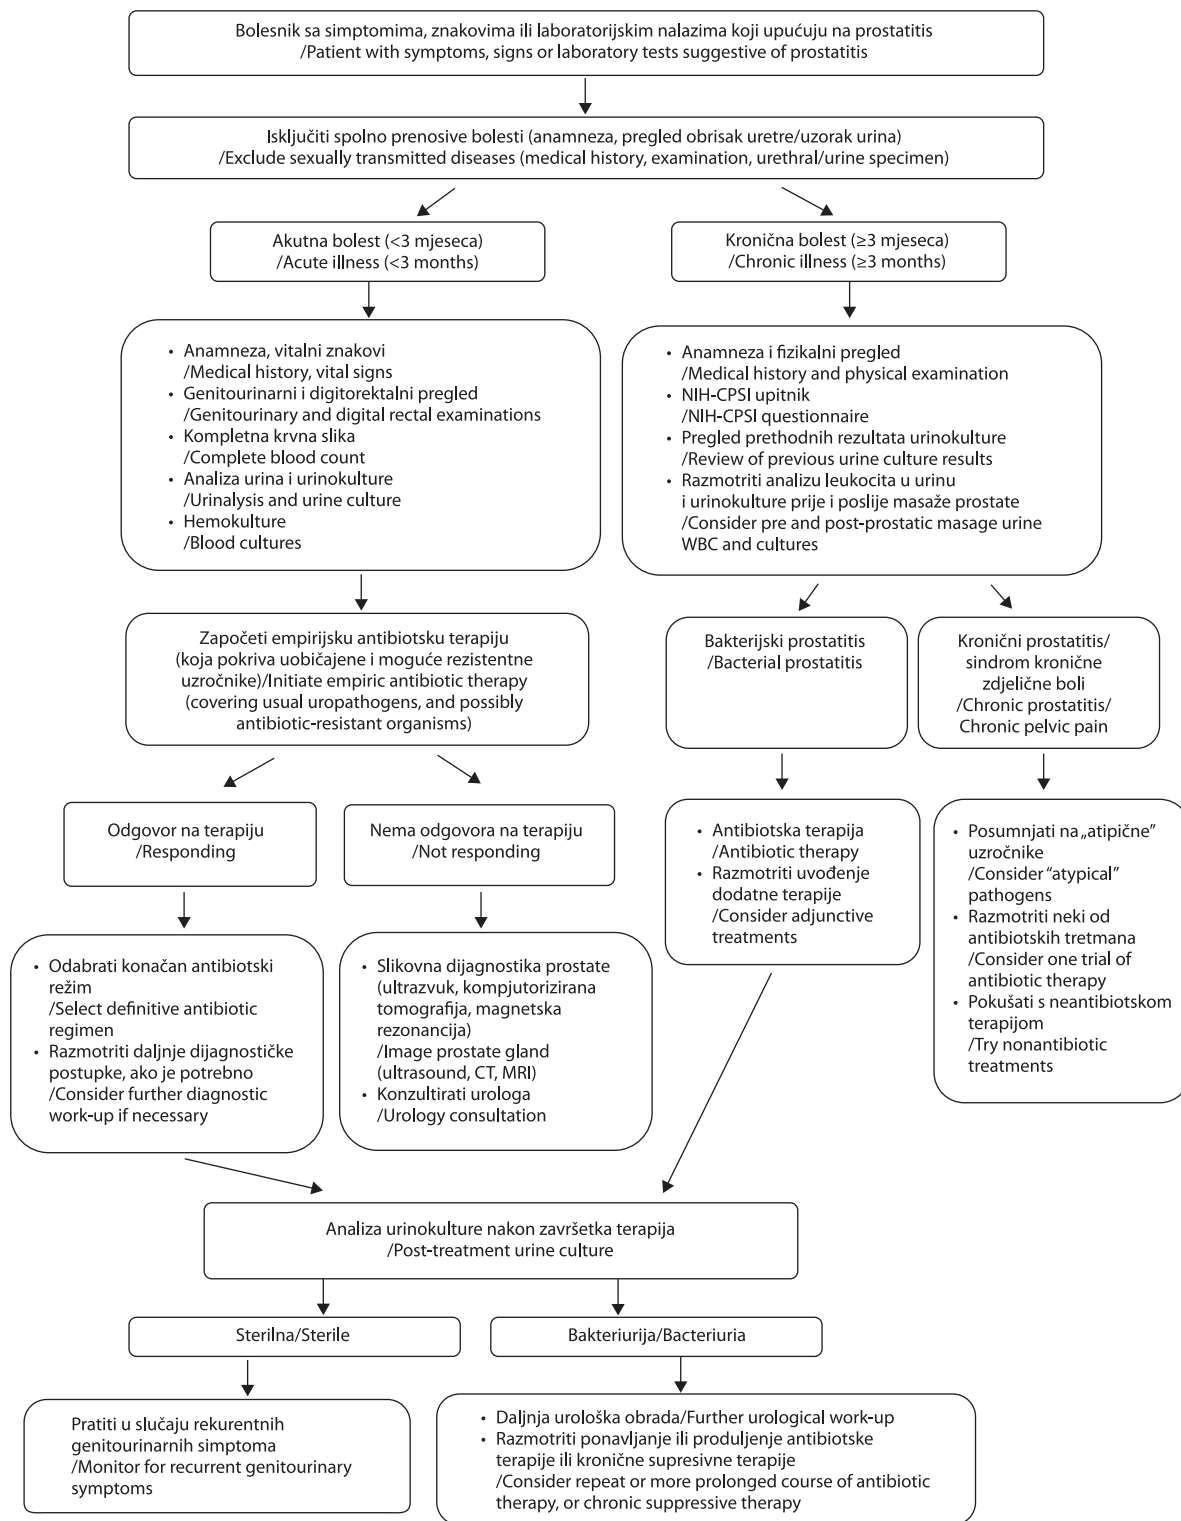 Bolesnik sa simptomima, znakovima ili laboratorijskim nalazima koji upućuju na prostatitis
/Patient with symptoms, signs or laboratory tests suggestive of prostatitis
Isključiti spolno prenosive bolesti (anamneza, pregled obrisak uretre/uzorak urina)
/Exclude sexually transmitted diseases (medical history, examination, urethral/urine specimen)
Akutna bolest (<3 mjeseca)
/Acute illness (<3 months)
Kronična bolest (≥3 mjeseca)
/Chronic illness (≥3 months)
• Anamneza, vitalni znakovi
/Medical history, vital signs
• Genitourinarni i digitorektalni pregled
/Genitourinary and digital rectal examinations
• Kompletna krvna slika
/Complete blood count
• Analiza urina i urinokulture
/Urinalysis and urine culture
• Hemokulture
/Blood cultures
• Anamneza i fizikalni pregled
/Medical history and physical examination
• NIH-CPSI upitnik
/NIH-CPSI questionnaire
• Pregled prethodnih rezultata urinokulture
/Review of previous urine culture results
• Razmotriti analizu leukocita u urinu
i urinokulture prije i poslije masaže prostate
/Consider pre and post-prostatic masage urine
WBC and cultures
Započeti empirijsku antibiotsku terapiju
(koja pokriva uobičajene i moguće rezistentne
uzročnike)/Initiate empiric antibiotic therapy
(covering usual uropathogens, and possibly
antibiotic-resistant organisms)
Bakterijski prostatitis
/Bacterial prostatitis
Kronični prostatitis/
sindrom kronične
zdjelične boli
/Chronic prostatitis/
Chronic pelvic pain
Odgovor na terapiju
/Responding
Nema odgovora na terapiju
/Not responding
• Antibiotska terapija
/Antibiotic therapy
• Razmotriti uvođenje
dodatne terapije
/Consider adjunctive
treatments
• Posumnjati na „atipične”
uzročnike
/Consider “atypical”
pathogens
• Razmotriti neki od
antibiotskih tretmana
/Consider one trial of
antibiotic therapy
• Pokušati s neantibiotskom
terapijom
/Try nonantibiotic
treatments
• Odabrati konačan antibiotski
režim
/Select definitive antibiotic
regimen
• Razmotriti daljnje dijagnostičke
postupke, ako je potrebno
/Consider further diagnostic
work-up if necessary
• Slikovna dijagnostika prostate
(ultrazvuk, kompjutorizirana
tomografija, magnetska
rezonancija)
/Image prostate gland
(ultrasound, CT, MRI)
• Konzultirati urologa
/Urology consultation
Analiza urinokulture nakon završetka terapija
/Post-treatment urine culture
Sterilna/Sterile
Bakteriurija/Bacteriuria
Pratiti u slučaju rekurentnih
genitourinarnih simptoma
/Monitor for recurrent genitourinary
symptoms
• Daljnja urološka obrada/Further urological work-up
• Razmotriti ponavljanje ili produljenje antibiotske
terapije ili kronične supresivne terapije
/Consider repeat or more prolonged course of antibiotic
therapy, or chronic suppressive therapy